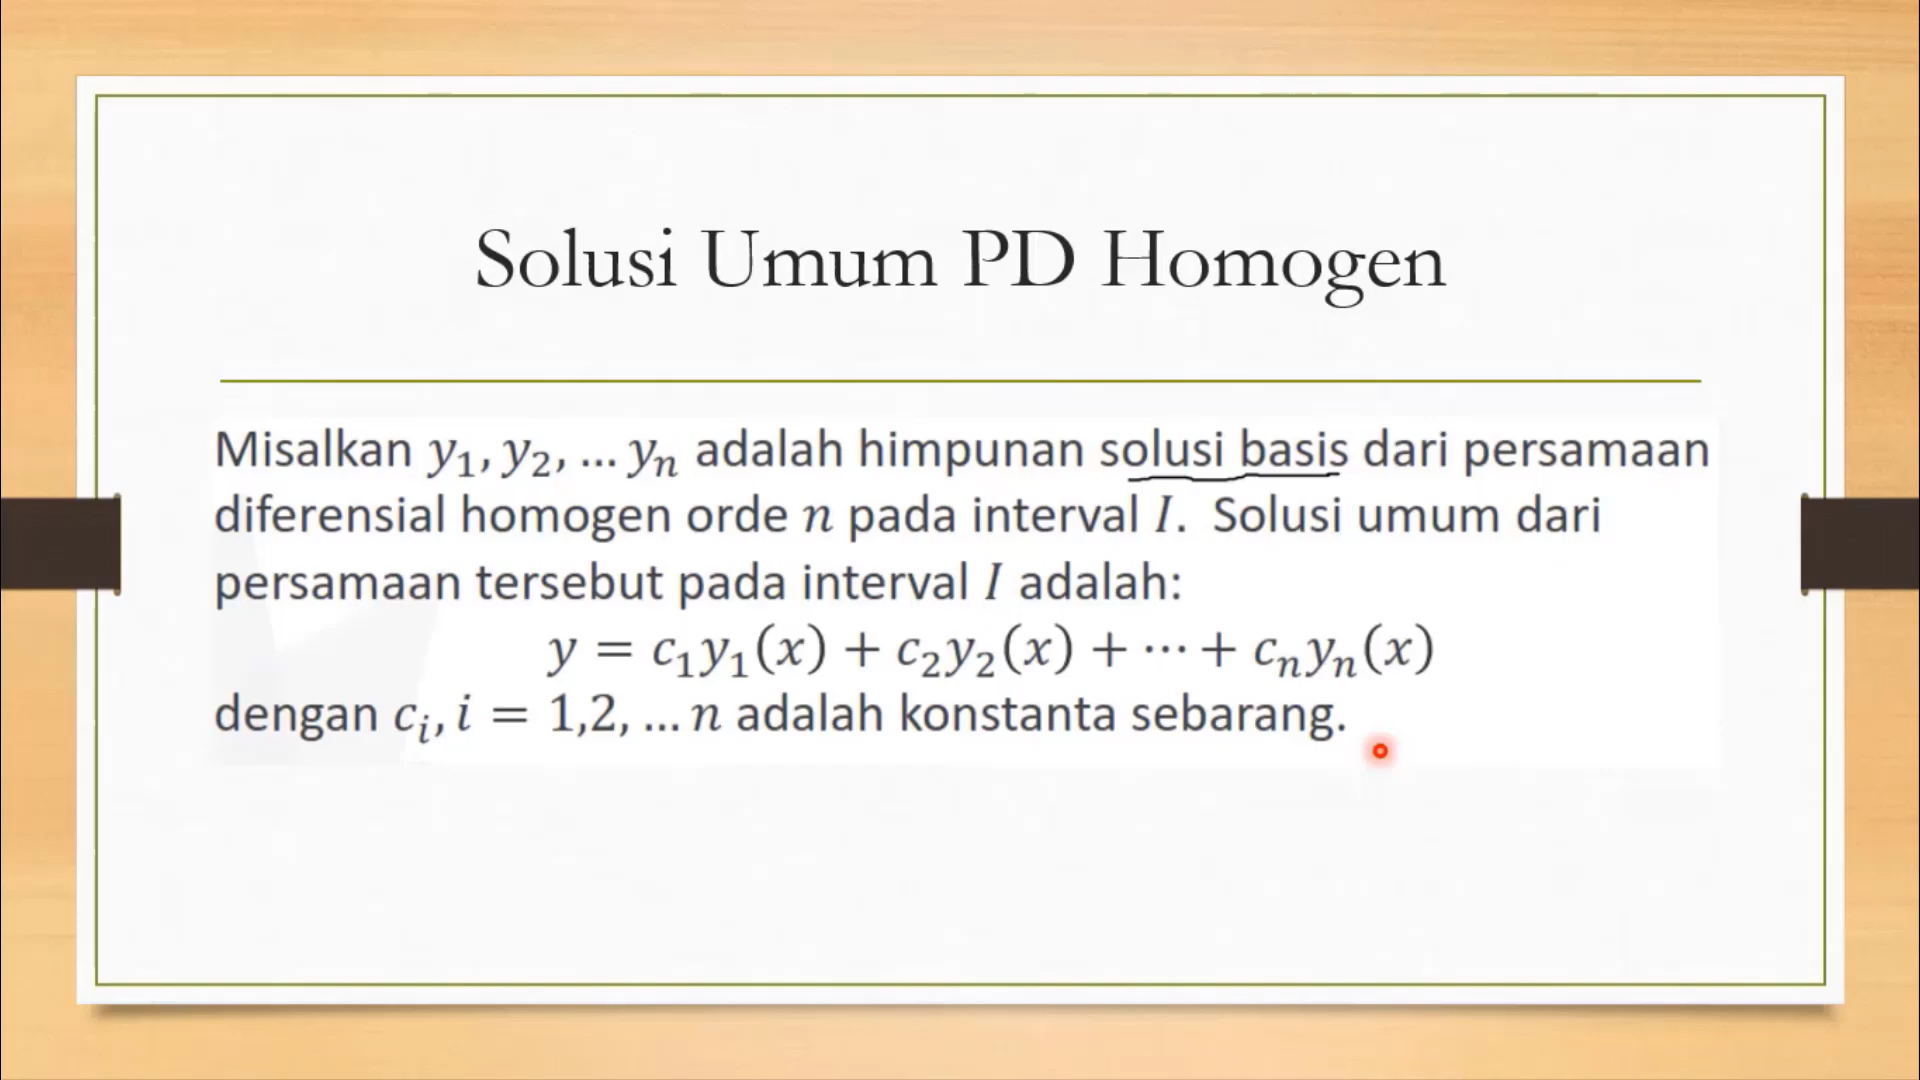 Solusi Umum PD Homogen
Misalkan y₁, y₂, … yₙ adalah himpunan solusi basis dari persamaan
diferensial homogen orde n pada interval I. Solusi umum dari
persamaan tersebut pada interval I adalah:
y = c₁y₁(x) + c₂y₂(x) + ⋯ + cₙyₙ(x)
dengan cᵢ, i = 1,2, … n adalah konstanta sebarang.